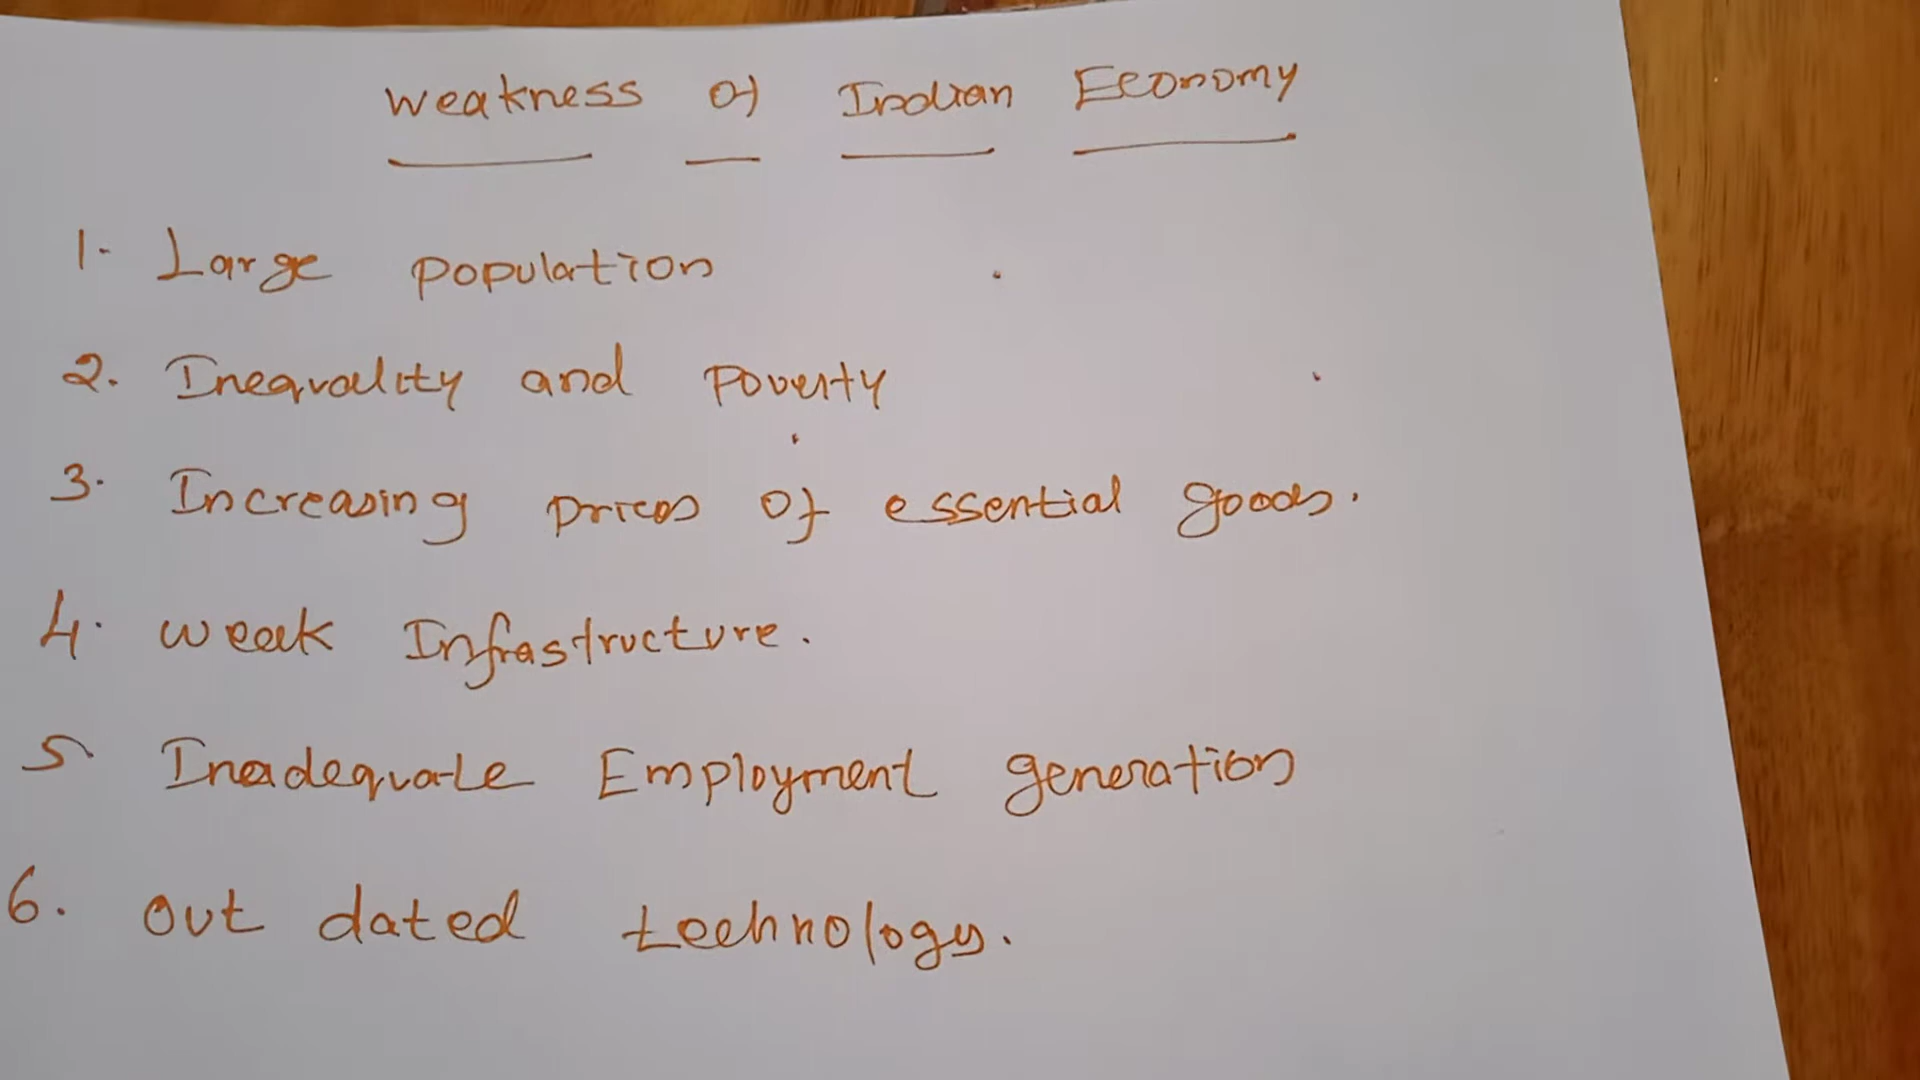 Weakness of Indian Economy
1. Large population
2. Inequality and Poverty
3. Increasing prices of essential goods.
4. weak Infrastructure.
5. Inadequate Employment generation
6. out dated technology.